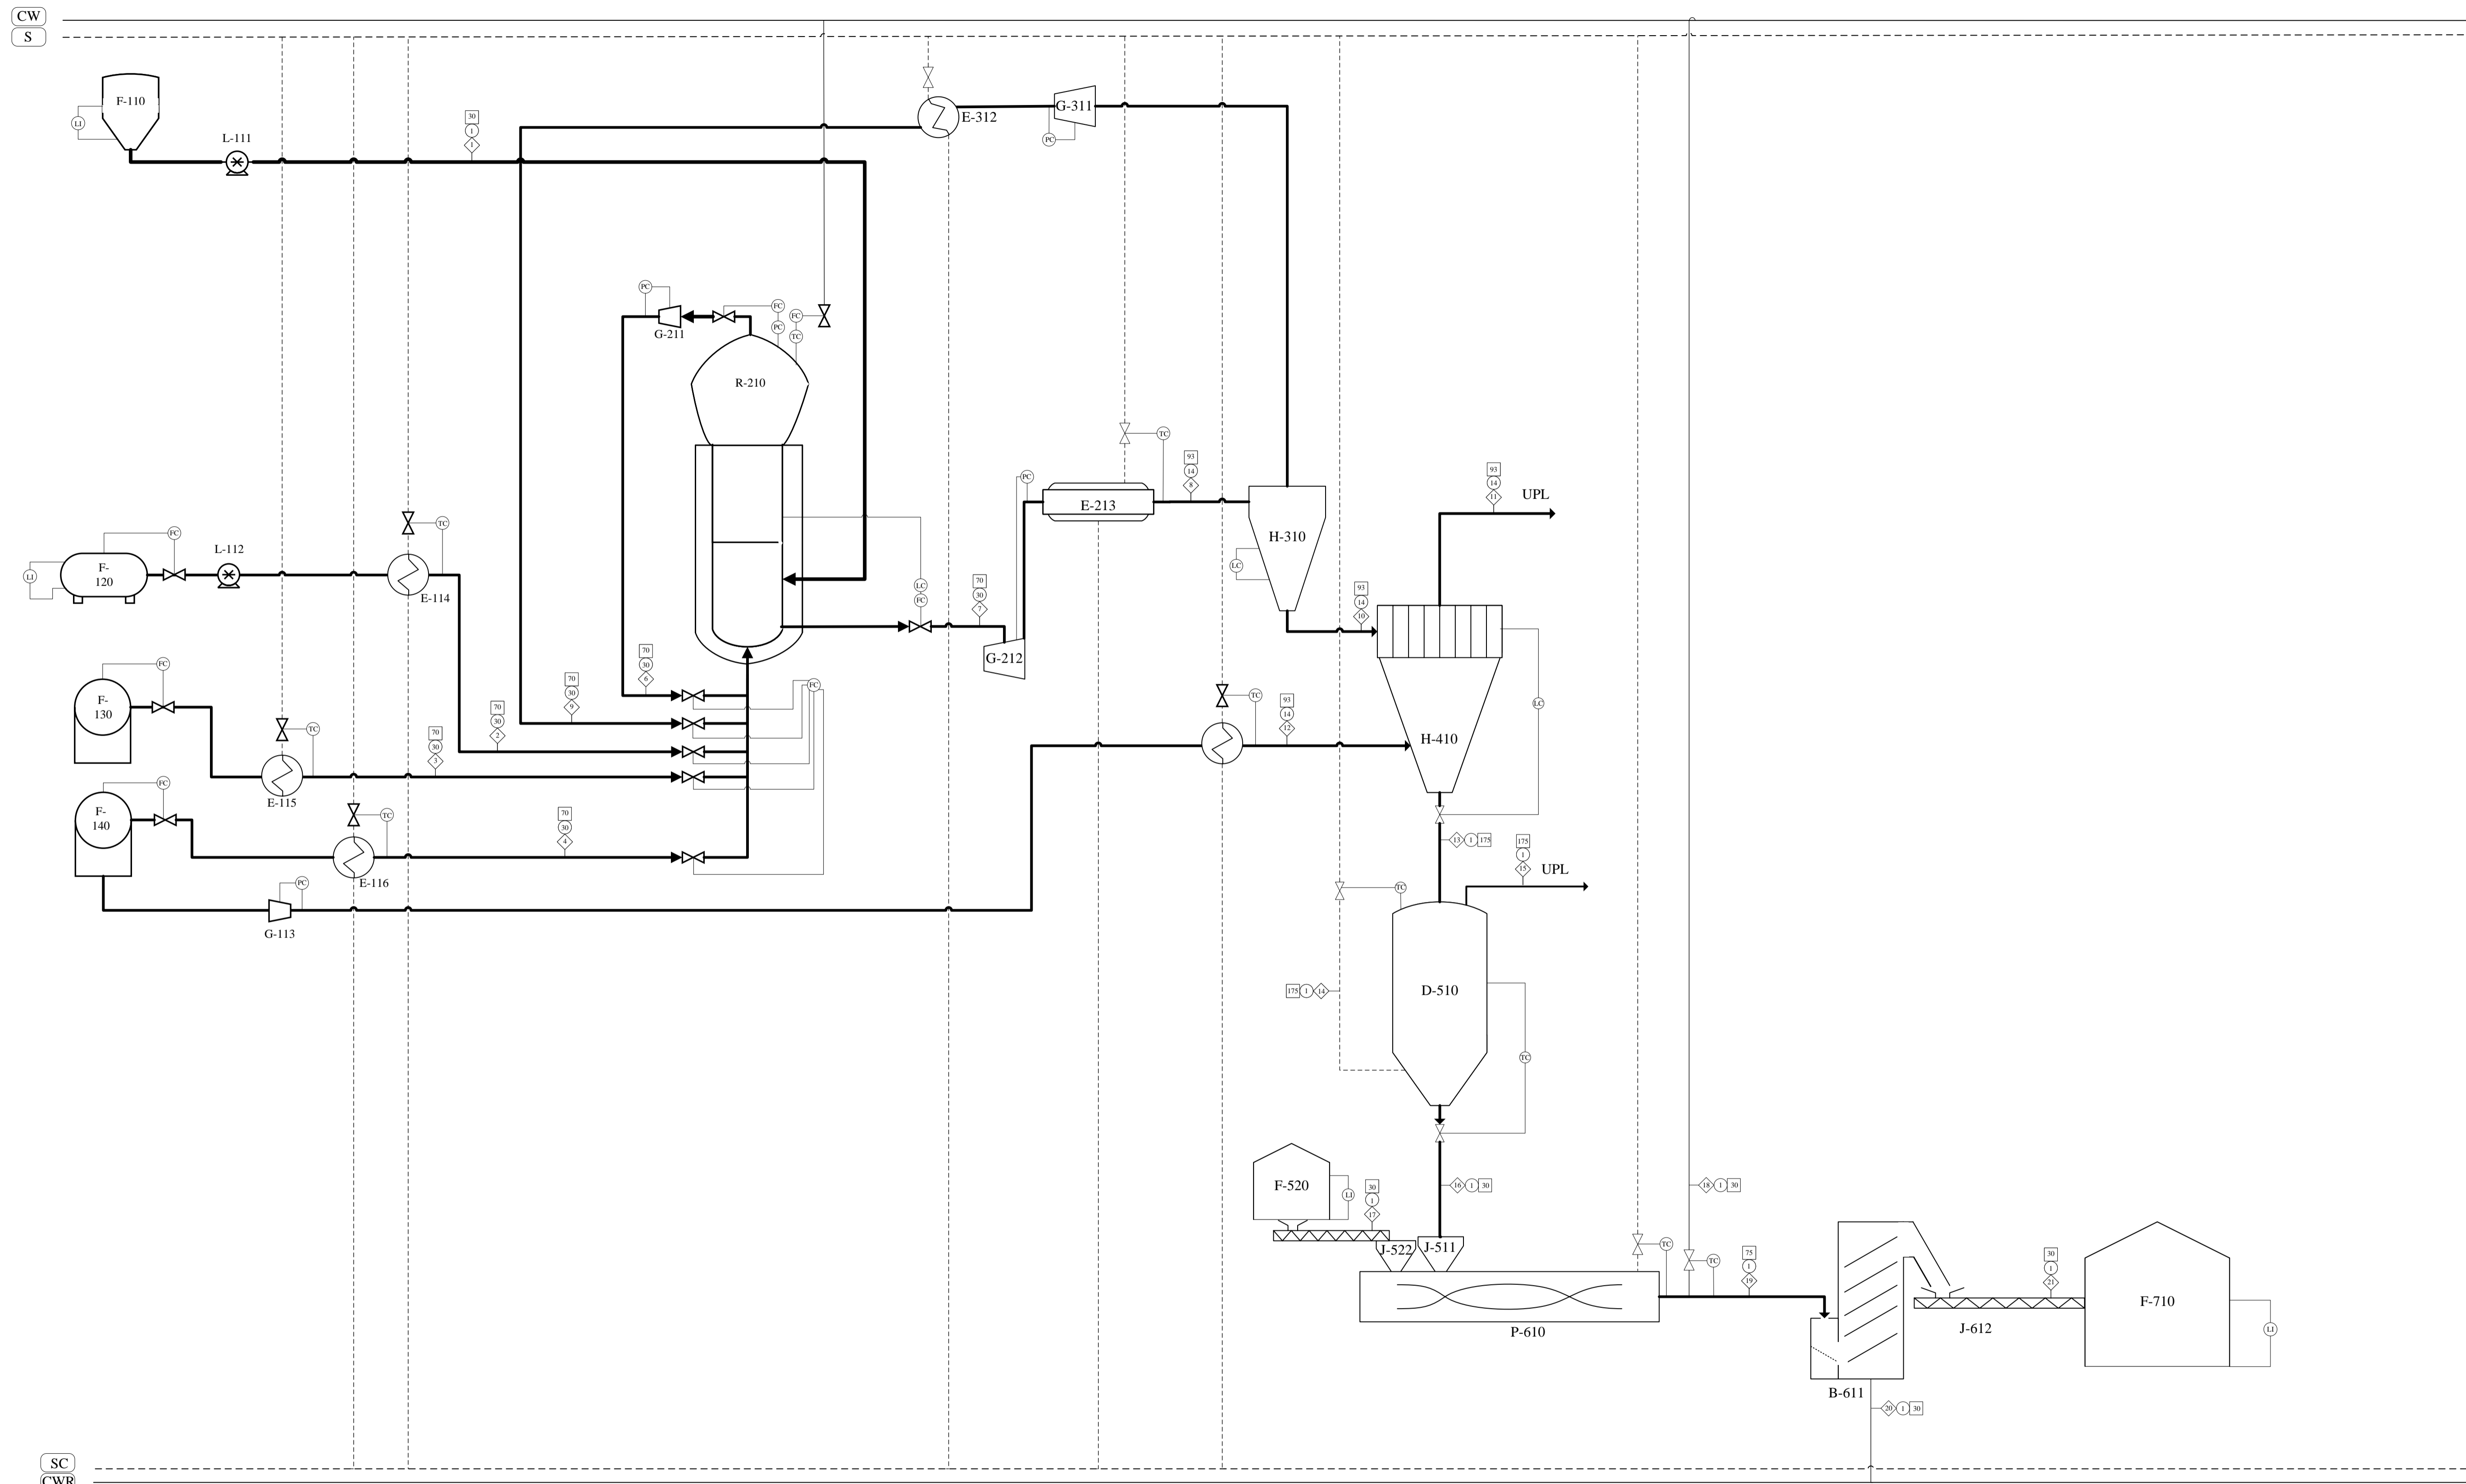 CW
S
F-110
LI
L-111
30
1
1
E-312
G-311
PC
PC
G-211
FC
PC
FC
TC
R-210
F-
120
LI
FC
L-112
TC
E-114
PC
E-213
TC
93
14
8
H-310
LC
93
14
11
UPL
LC
FC
70
30
7
G-212
93
14
10
F-
130
FC
TC
E-115
70
30
3
70
30
2
70
30
9
70
30
6
FC
TC
93
14
12
H-410
LC
F-
140
FC
TC
E-116
70
30
4
PC
G-113
13
1
175
175
1
15
UPL
TC
175
1
14
D-510
TC
F-520
LI
30
1
17
16
1
30
18
1
30
J-522
J-511
TC
TC
75
1
19
P-610
30
1
21
J-612
F-710
LI
B-611
20
1
30
SC
CWR